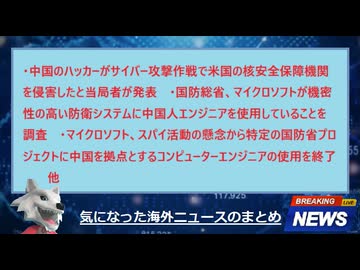 ・中国のハッカーがサイバー攻撃作戦で米国の核安全保障機関
を侵害したと当局者が発表　・国防総省、マイクロソフトが機密
性の高い防衛システムに中国人エンジニアを使用していることを
調査　・マイクロソフト、スパイ活動の懸念から特定の国防省プロ
ジェクトに中国を拠点とするコンピューターエンジニアの使用を終了
他
117.925
気になった海外ニュースのまとめ
BREAKING LIVE
NEWS